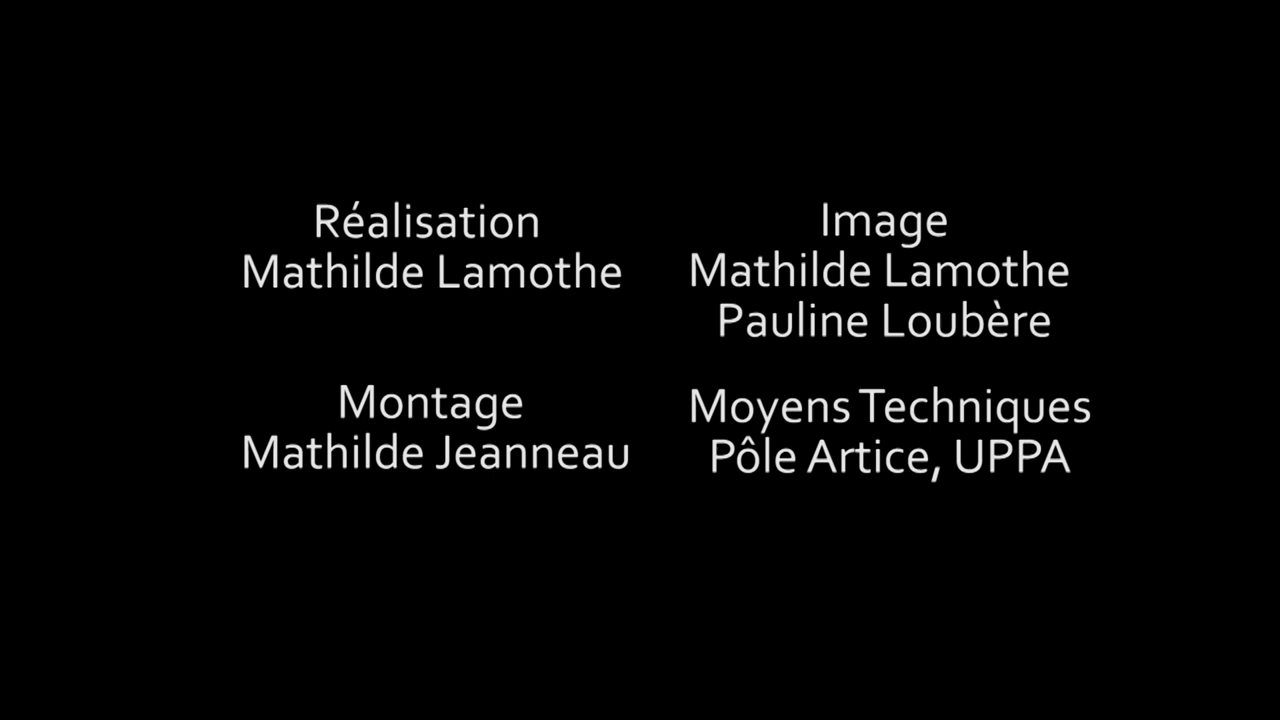 Réalisation
Mathilde Lamothe
Image
Mathilde Lamothe
Pauline Loubère
Montage
Mathilde Jeanneau
Moyens Techniques
Pôle Artice, UPPA